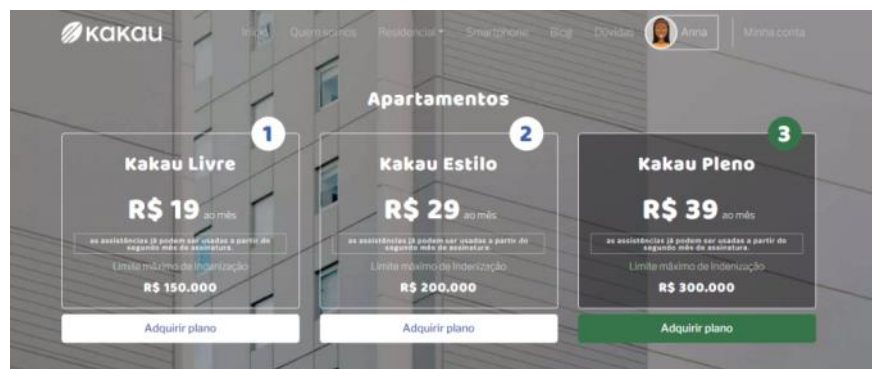 kakau
Início Quem somos Residencial Smartphone Blog Dúvidas Anna Minha conta
Apartamentos
1
Kakau Livre
R$ 19 ao mês
as assistências já podem ser usadas a partir do
segundo mês de assinatura.
Limite máximo de Indenização
R$ 150.000
Adquirir plano
2
Kakau Estilo
R$ 29 ao mês
as assistências já podem ser usadas a partir do
segundo mês de assinatura.
Limite máximo de Indenização
R$ 200.000
Adquirir plano
3
Kakau Pleno
R$ 39 ao mês
as assistências já podem ser usadas a partir do
segundo mês de assinatura.
Limite máximo de Indenização
R$ 300.000
Adquirir plano